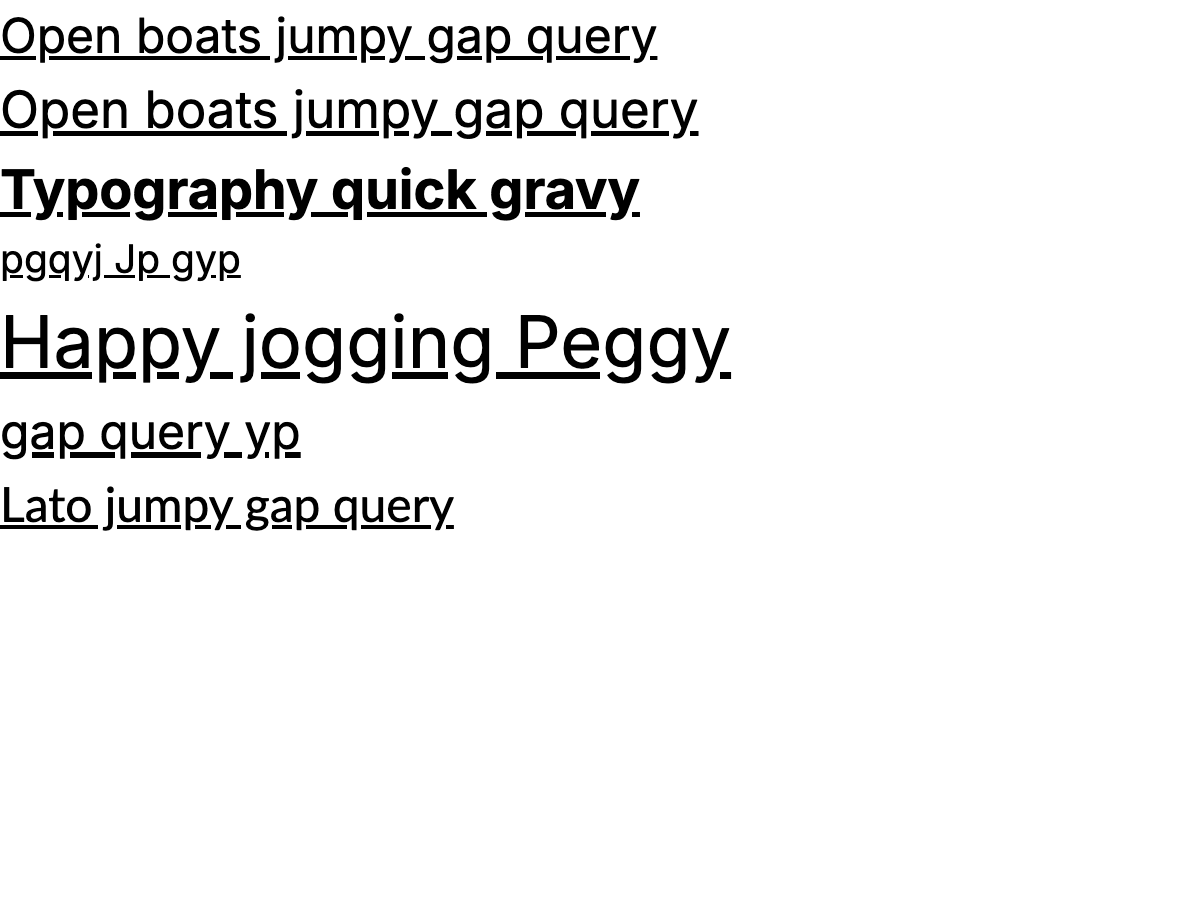 Open boats jumpy gap query
Open boats jumpy gap query
Typography quick gravy
pgqyj Jp gyp
Happy jogging Peggy
gap query yp
Lato jumpy gap query